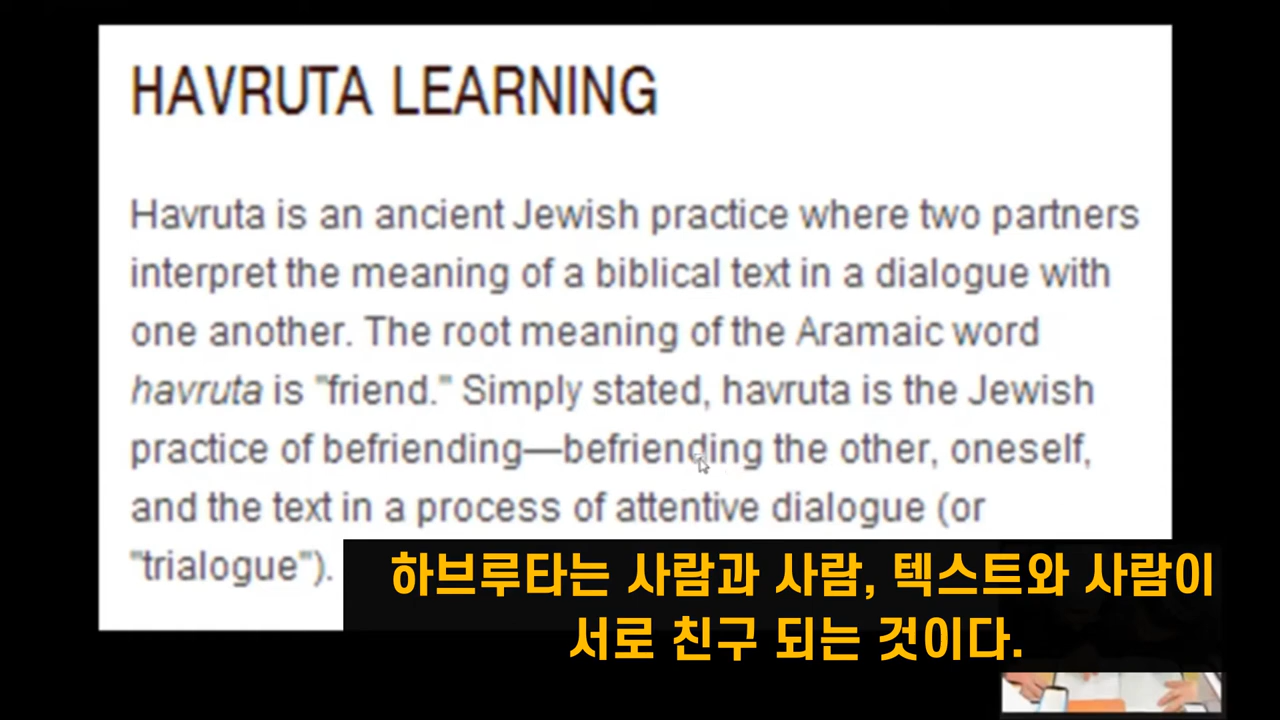 HAVRUTA LEARNING
Havruta is an ancient Jewish practice where two partners
interpret the meaning of a biblical text in a dialogue with
one another. The root meaning of the Aramaic word
havruta is "friend." Simply stated, havruta is the Jewish
practice of befriending—befriending the other, oneself,
and the text in a process of attentive dialogue (or
"trialogue").
하브루타는 사람과 사람, 텍스트와 사람이
서로 친구 되는 것이다.